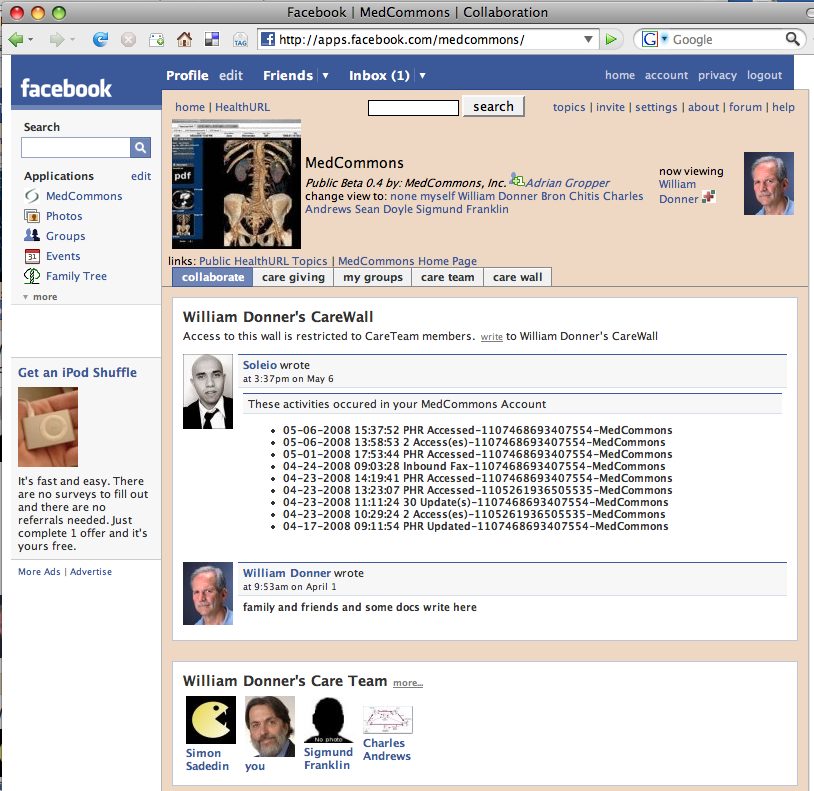 Facebook | MedCommons | Collaboration
TAG
http://apps.facebook.com/medcommons/
G
Google
facebook
Profile edit Friends Inbox (1)
home account privacy logout
Search
Applications edit
MedCommons
Photos
Groups
31 Events
Family Tree
more
Get an iPod Shuffle
It's fast and easy. There
are no surveys to fill out
and there are no
referrals needed. Just
complete 1 offer and it's
yours free.
More Ads | Advertise
home | HealthURL
search
topics | invite | settings | about | forum | help
pdf
MedCommons
Public Beta 0.4 by: MedCommons, Inc. Adrian Gropper
change view to: none myself William Donner Bron Chitis Charles
Andrews Sean Doyle Sigmund Franklin
now viewing
William
Donner
links: Public HealthURL Topics | MedCommons Home Page
collaborate care giving my groups care team care wall
William Donner's CareWall
Access to this wall is restricted to CareTeam members. write to William Donner's CareWall
Soleio wrote
at 3:37pm on May 6
These activities occured in your MedCommons Account
• 05-06-2008 15:37:52 PHR Accessed-1107468693407554-MedCommons
• 05-06-2008 13:58:53 2 Access(es)-1107468693407554-MedCommons
• 05-01-2008 17:53:44 PHR Accessed-1107468693407554-MedCommons
• 04-24-2008 09:03:28 Inbound Fax-1107468693407554-MedCommons
• 04-23-2008 14:19:41 PHR Accessed-1107468693407554-MedCommons
• 04-23-2008 13:23:07 PHR Accessed-1105261936505535-MedCommons
• 04-23-2008 11:11:24 30 Update(s)-1107468693407554-MedCommons
• 04-23-2008 10:29:24 2 Access(es)-1105261936505535-MedCommons
• 04-17-2008 09:11:54 PHR Updated-1107468693407554-MedCommons
William Donner wrote
at 9:53am on April 1
family and friends and some docs write here
William Donner's Care Team more...
No photo
Simon
Sadedin
you
Sigmund
Franklin
Charles
Andrews